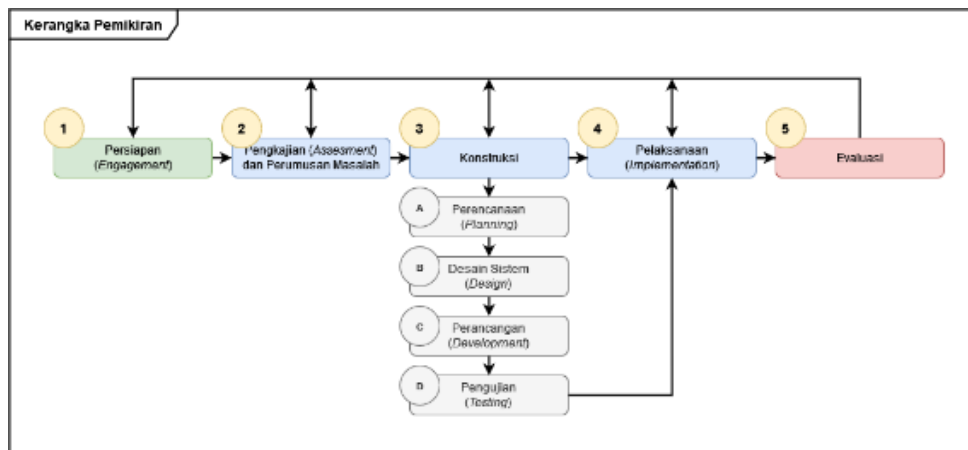 Kerangka Pemikiran
1
Persiapan
(Engagement)
2
Pengkajian (Assesment)
dan Perumusan Masalah
3
Konstruksi
4
Pelaksanaan
(Implementation)
5
Evaluasi
A
Perencanaan
(Planning)
B
Desain Sistem
(Design)
C
Perancangan
(Development)
D
Pengujian
(Testing)